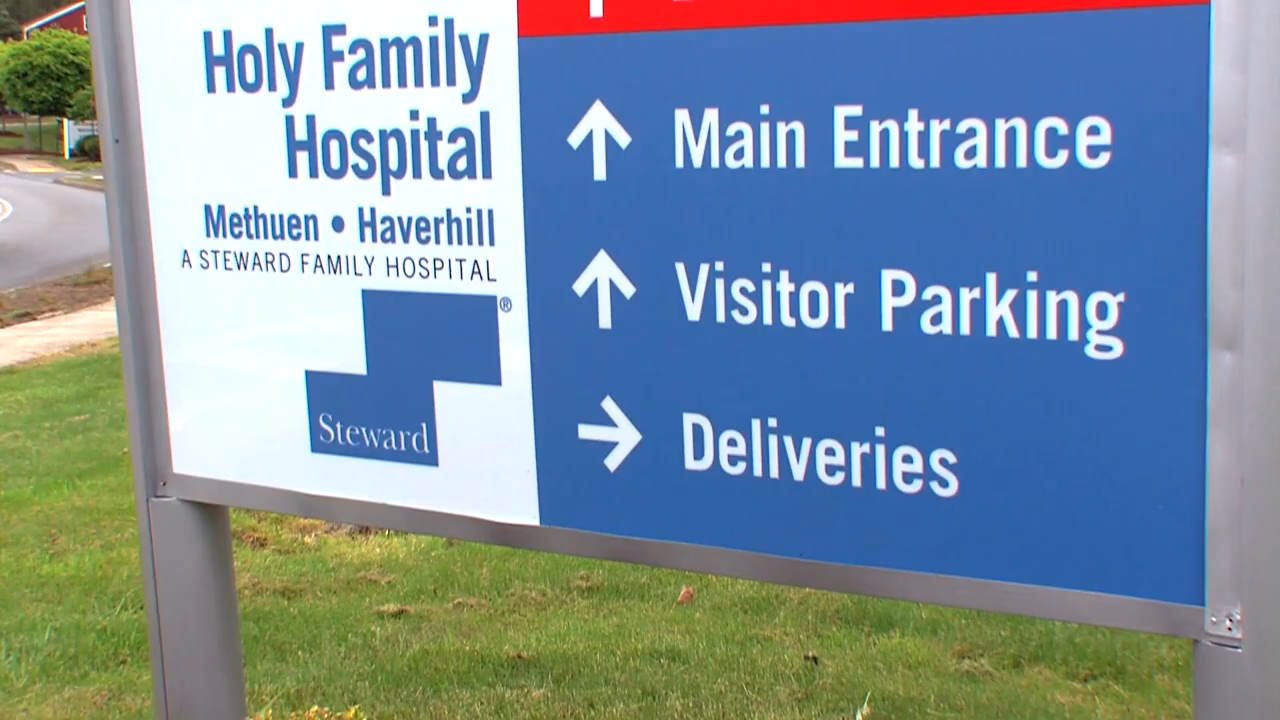 Holy Family
Hospital
Methuen • Haverhill
A STEWARD FAMILY HOSPITAL
®
Steward
Main Entrance
Visitor Parking
Deliveries